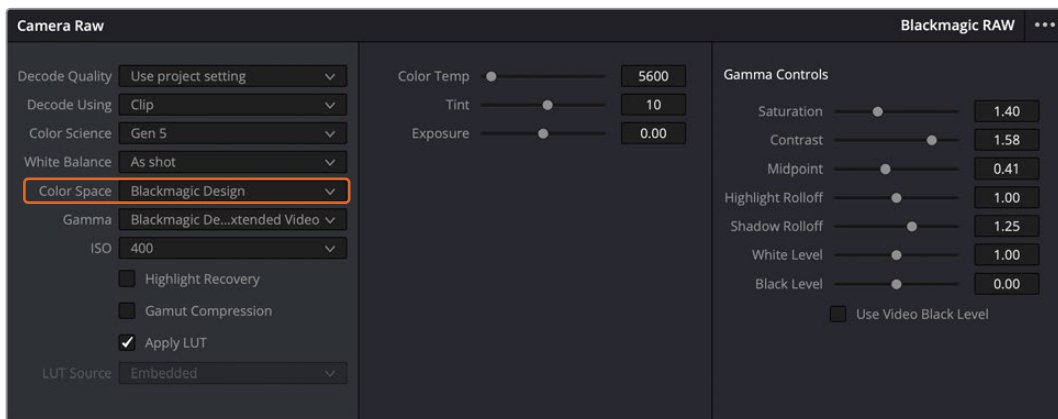 Camera Raw
Blackmagic RAW
Decode Quality Use project setting
Decode Using Clip
Color Science Gen 5
White Balance As shot
Color Space Blackmagic Design
Gamma Blackmagic De...xtended Video
ISO 400
Highlight Recovery
Gamut Compression
Apply LUT
LUT Source Embedded
Color Temp 5600
Tint 10
Exposure 0.00
Gamma Controls
Saturation 1.40
Contrast 1.58
Midpoint 0.41
Highlight Rolloff 1.00
Shadow Rolloff 1.25
White Level 1.00
Black Level 0.00
Use Video Black Level